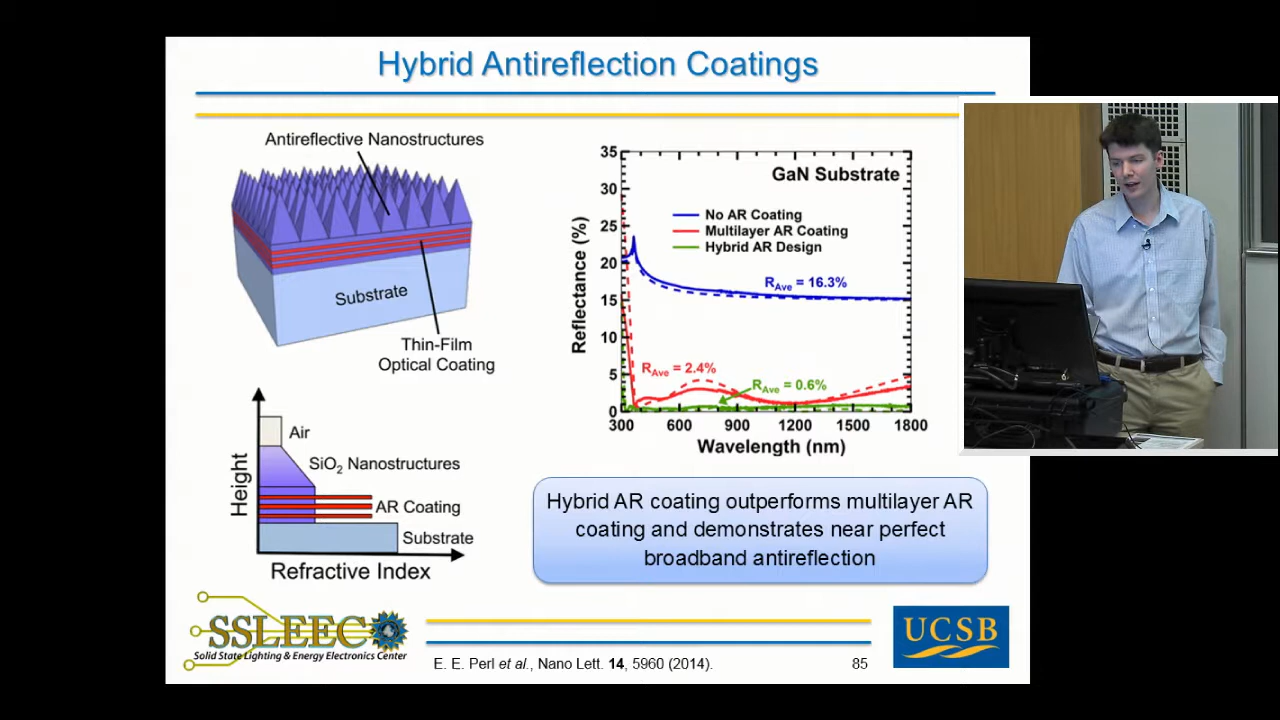 Hybrid Antireflection Coatings
Antireflective Nanostructures
Substrate
Thin-Film
Optical Coating
Height
Air
SiO2 Nanostructures
AR Coating
Substrate
Refractive Index
Reflectance (%)
35
30
25
20
15
10
5
0
GaN Substrate
No AR Coating
Multilayer AR Coating
Hybrid AR Design
RAve = 16.3%
RAve = 2.4%
RAve = 0.6%
300 600 900 1200 1500 1800
Wavelength (nm)
Hybrid AR coating outperforms multilayer AR
coating and demonstrates near perfect
broadband antireflection
SSLEEC
Solid State Lighting & Energy Electronics Center
E. E. Perl et al., Nano Lett. 14, 5960 (2014).
85
UCSB